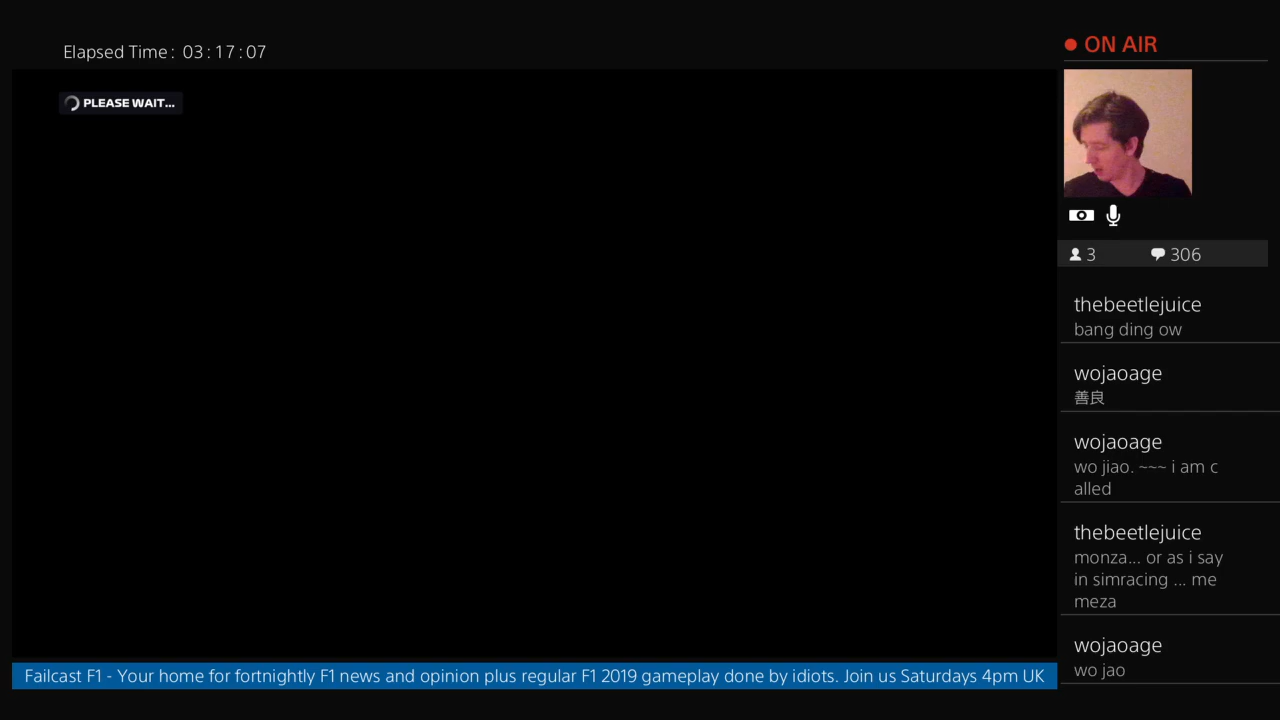 Elapsed Time: 03:17:07
ON AIR
PLEASE WAIT...
3 306
thebeetlejuice
bang ding ow
wojaoage
善良
wojaoage
wo jiao. ~~~ i am c
alled
thebeetlejuice
monza... or as i say
in simracing ... me
meza
wojaoage
wo jao
Failcast F1 - Your home for fortnightly F1 news and opinion plus regular F1 2019 gameplay done by idiots. Join us Saturdays 4pm UK